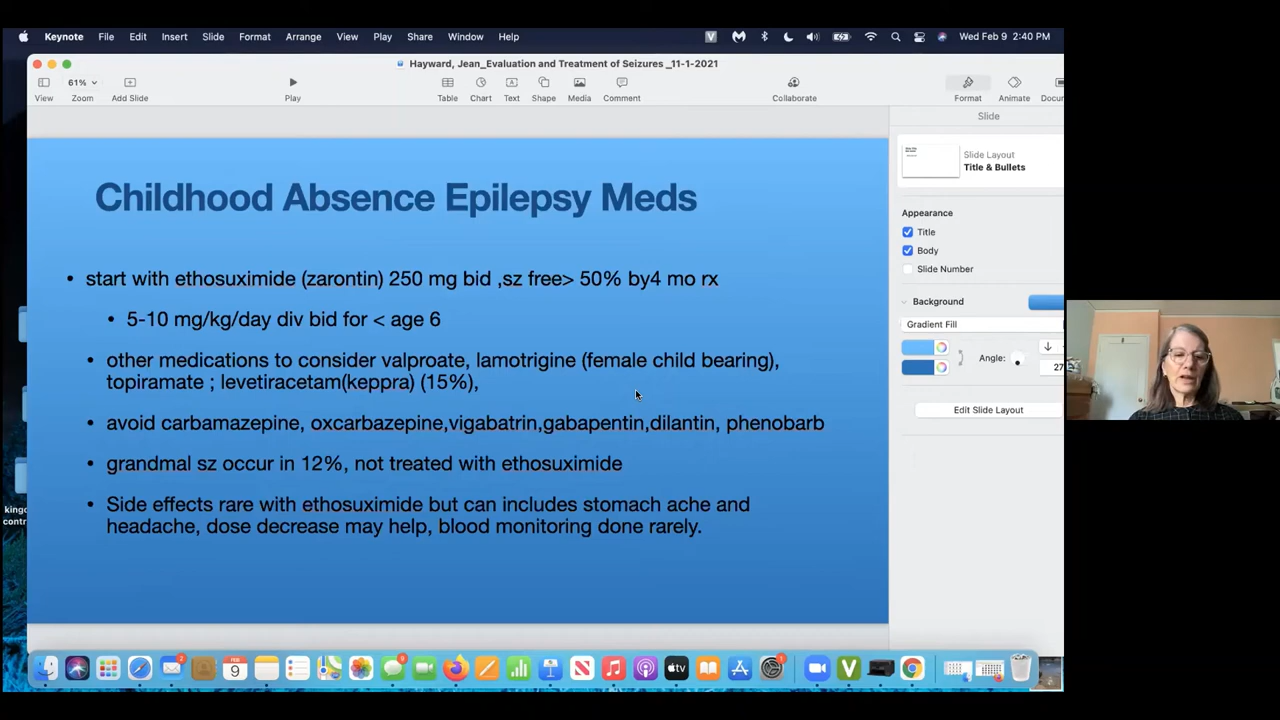 Keynote File Edit Insert Slide Format Arrange View Play Share Window Help V Wed Feb 9 2:40 PM
Hayward, Jean_Evaluation and Treatment of Seizures _11-1-2021
61%
View Zoom Add Slide Play Table Chart Text Shape Media Comment Collaborate Format Animate Docu
Slide
Slide Layout
Title & Bullets
Appearance
Title
Body
Slide Number
Background
Gradient Fill
Angle:
27
Edit Slide Layout
Childhood Absence Epilepsy Meds
• start with ethosuximide (zarontin) 250 mg bid ,sz free> 50% by4 mo rx
• 5-10 mg/kg/day div bid for < age 6
• other medications to consider valproate, lamotrigine (female child bearing),
topiramate ; levetiracetam(keppra) (15%),
• avoid carbamazepine, oxcarbazepine,vigabatrin,gabapentin,dilantin, phenobarb
• grandmal sz occur in 12%, not treated with ethosuximide
• Side effects rare with ethosuximide but can includes stomach ache and
headache, dose decrease may help, blood monitoring done rarely.
king
contr
FEB
9
tv